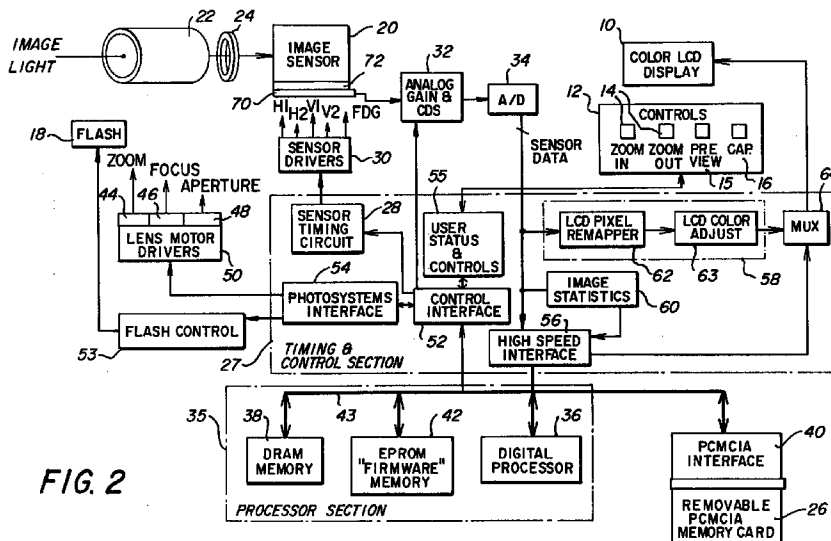 IMAGE
LIGHT
22
24
20
IMAGE
SENSOR
72
70
H1
H2
V1
V2
FDG
32
ANALOG
GAIN &
CDS
34
A/D
SENSOR
DATA
10
COLOR LCD
DISPLAY
12
14
CONTROLS
ZOOM
IN
ZOOM
OUT
PRE
VIEW
CAP.
15
16
18
FLASH
ZOOM
FOCUS
APERTURE
44
46
48
LENS MOTOR
DRIVERS
50
SENSOR
DRIVERS
30
SENSOR
TIMING
CIRCUIT
28
55
USER
STATUS &
CONTROLS
LCD PIXEL
REMAPPER
62
LCD COLOR
ADJUST
63
58
64
MUX
54
PHOTOSYSTEMS
INTERFACE
CONTROL
INTERFACE
52
IMAGE
STATISTICS
60
56
HIGH SPEED
INTERFACE
FLASH CONTROL
53
27
TIMING &
CONTROL SECTION
35
38
DRAM
MEMORY
43
42
EPROM
"FIRMWARE"
MEMORY
36
DIGITAL
PROCESSOR
PROCESSOR SECTION
40
PCMCIA
INTERFACE
REMOVABLE
PCMCIA
MEMORY CARD
26
FIG. 2